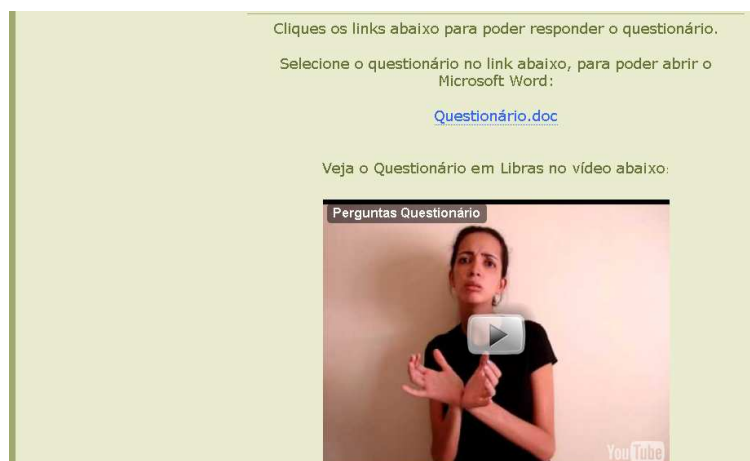 Cliques os links abaixo para poder responder o questionário.
Selecione o questionário no link abaixo, para poder abrir o
Microsoft Word:
Questionário.doc
Veja o Questionário em Libras no vídeo abaixo:
Perguntas Questionário
YouTube